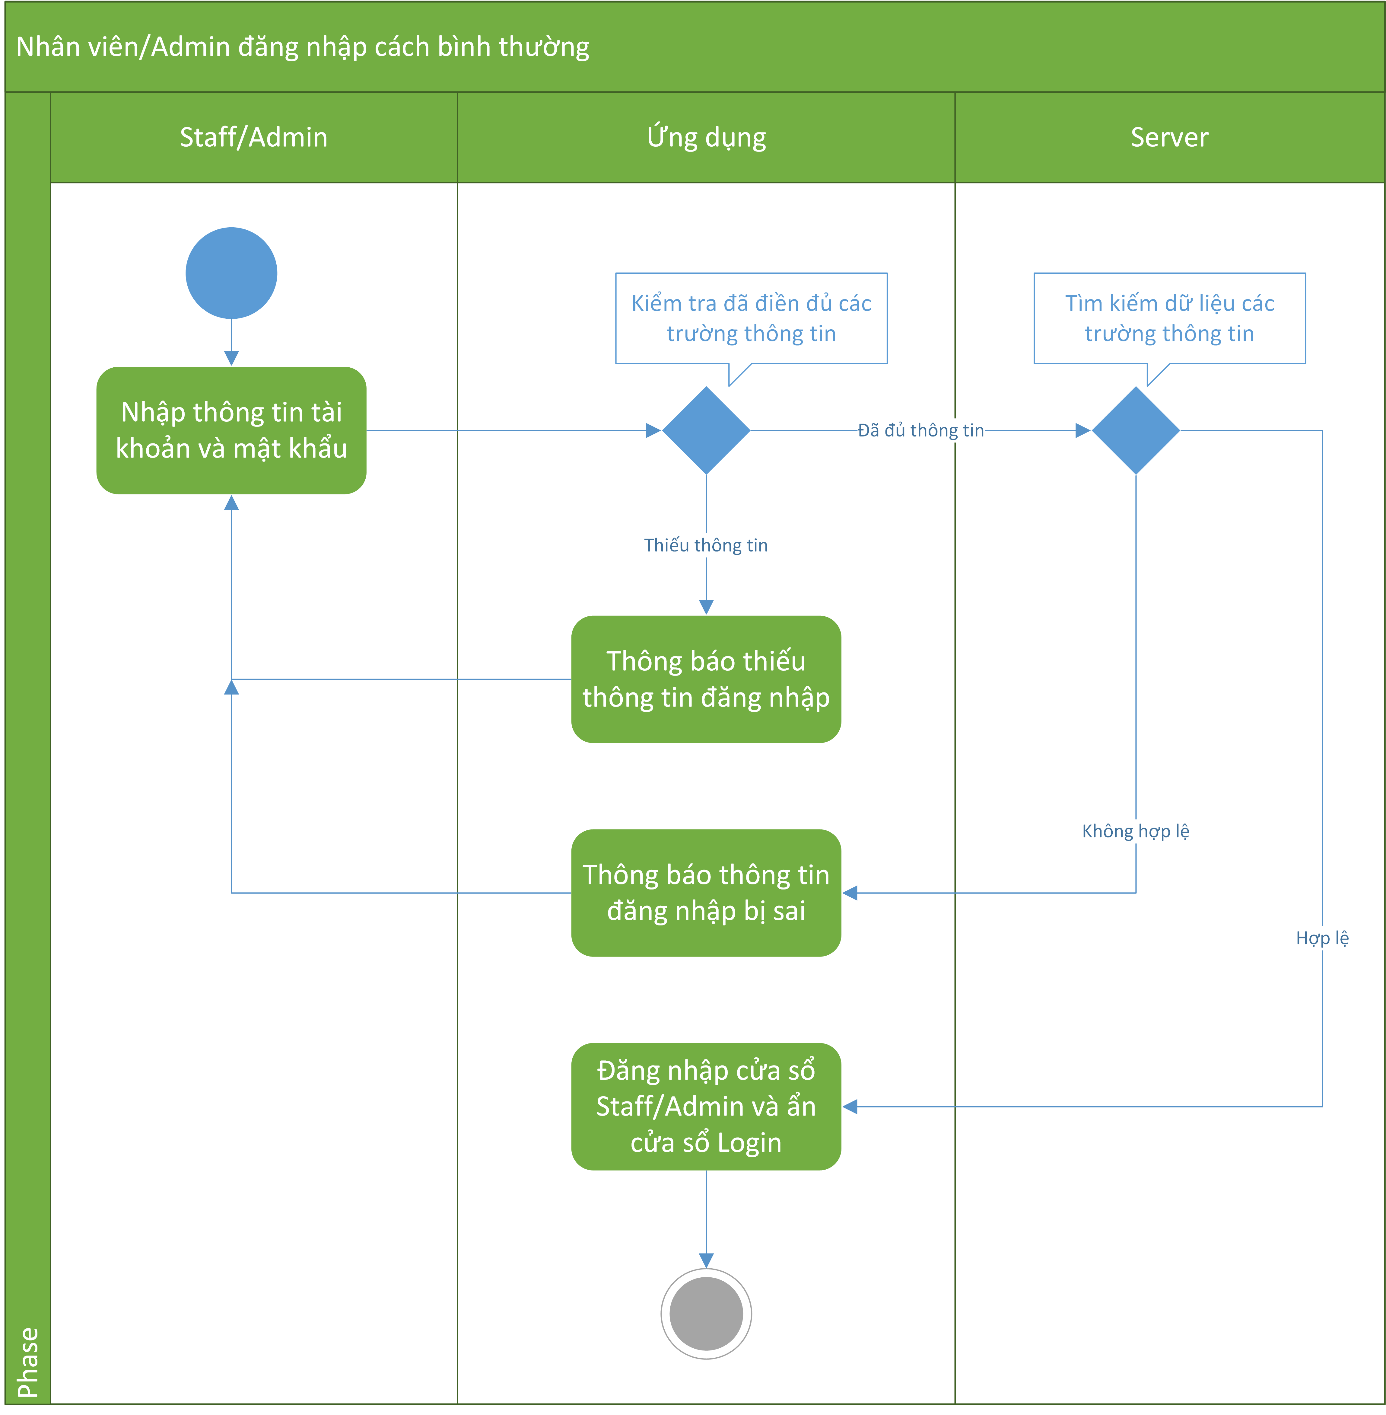 Nhân viên/Admin đăng nhập cách bình thường
Staff/Admin
Ứng dụng
Server
Kiểm tra đã điền đủ các
trường thông tin
Tìm kiếm dữ liệu các
trường thông tin
Nhập thông tin tài
khoản và mật khẩu
Đã đủ thông tin
Thiếu thông tin
Thông báo thiếu
thông tin đăng nhập
Không hợp lệ
Thông báo thông tin
đăng nhập bị sai
Hợp lệ
Đăng nhập cửa sổ
Staff/Admin và ẩn
cửa sổ Login
Phase